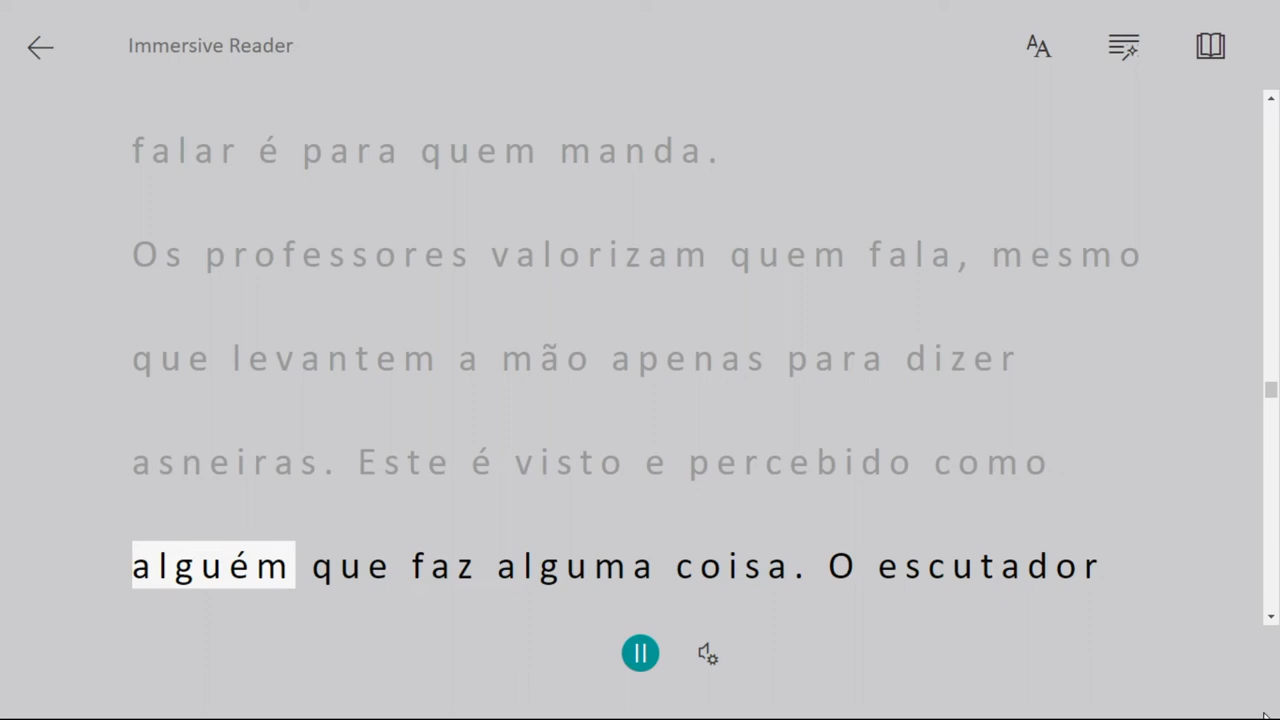 Immersive Reader
falar é para quem manda.
Os professores valorizam quem fala, mesmo
que levantem a mão apenas para dizer
asneiras. Este é visto e percebido como
alguém que faz alguma coisa. O escutador